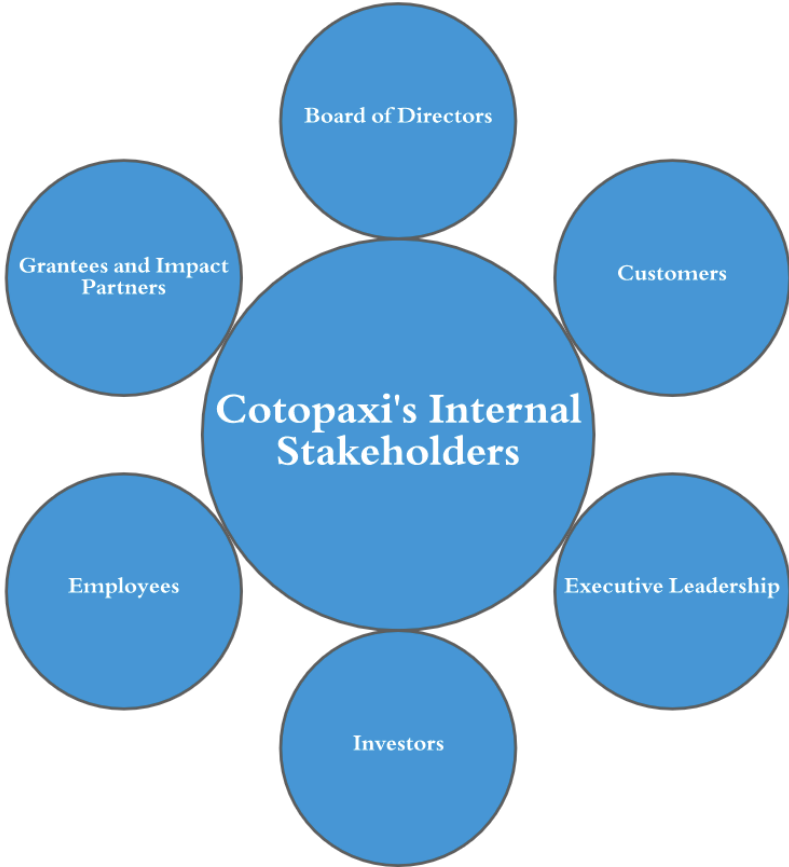 Board of Directors
Grantees and Impact
Partners
Customers
Cotopaxi's Internal
Stakeholders
Employees
Executive Leadership
Investors